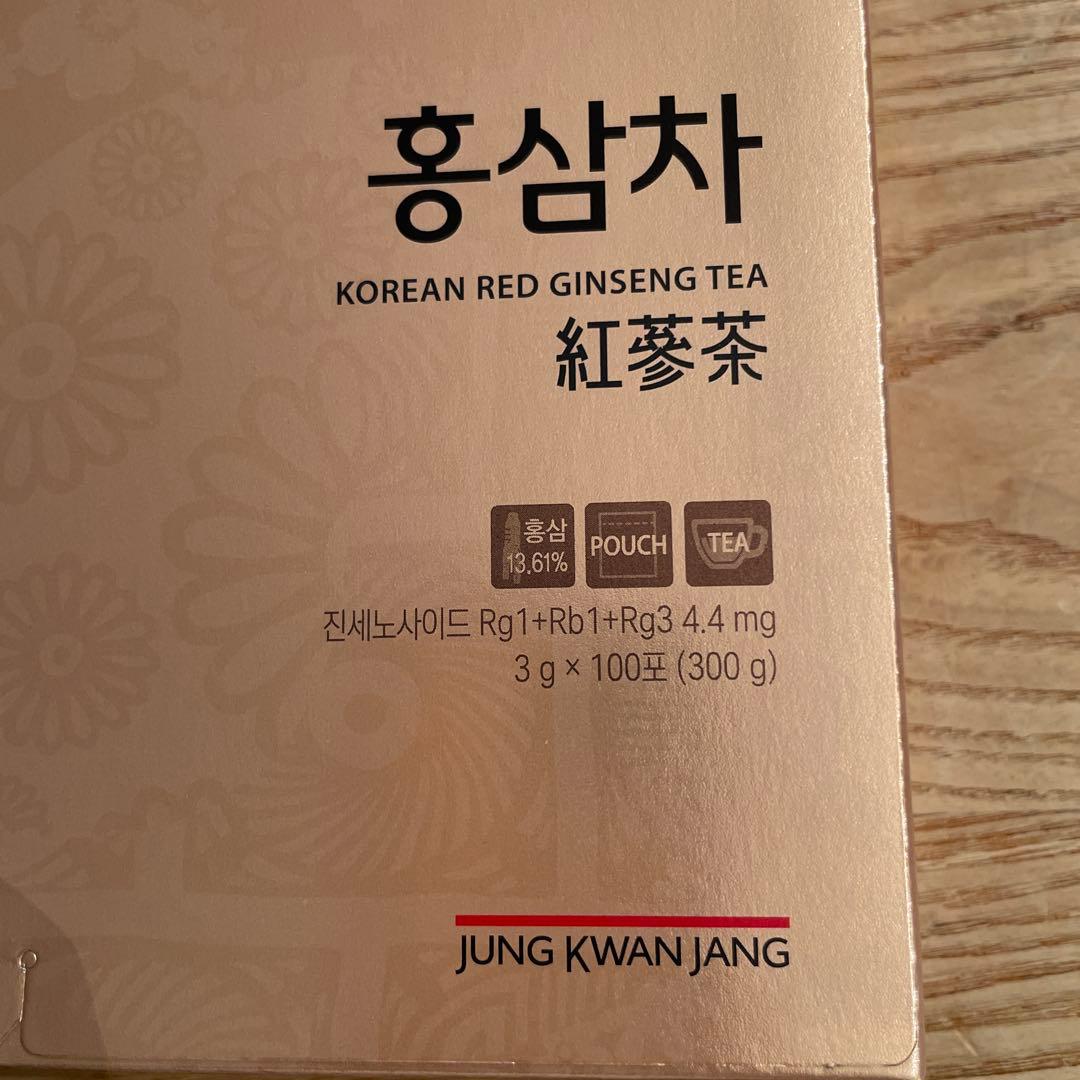 홍삼차
KOREAN RED GINSENG TEA
紅蔘茶
홍삼
13.61%
POUCH
TEA
진세노사이드 Rg1+Rb1+Rg3 4.4 mg
3 g × 100포 (300 g)
JUNG KWAN JANG